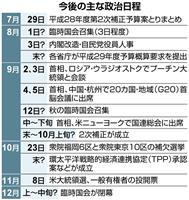 今後の主な政治日程
7月 29日 平成28年度第2次補正予算案とりまとめ
8月 1日? 臨時国会召集(3日程度)
3日? 内閣改造・自民党役員人事
末? 各省庁が平成29年度予算概算要求を提出
9月 2、3日 首相、ロシア・ウラジオストクでプーチン大統領と会談
4、5日 首相、中国・杭州で20カ国・地域(G20)首脳会議に出席
12日? 秋の臨時国会召集
中~下旬 首相、米ニューヨークで国連総会に出席
末~10月上旬? 2次補正が成立
10月 23日 衆院福岡6区と衆院東京10区の補欠選挙
末? 環太平洋戦略的経済連携協定(TPP)承認案などが成立
11月 8日 米大統領選、一般有権者の投開票
12月 上~中旬? 臨時国会が閉幕